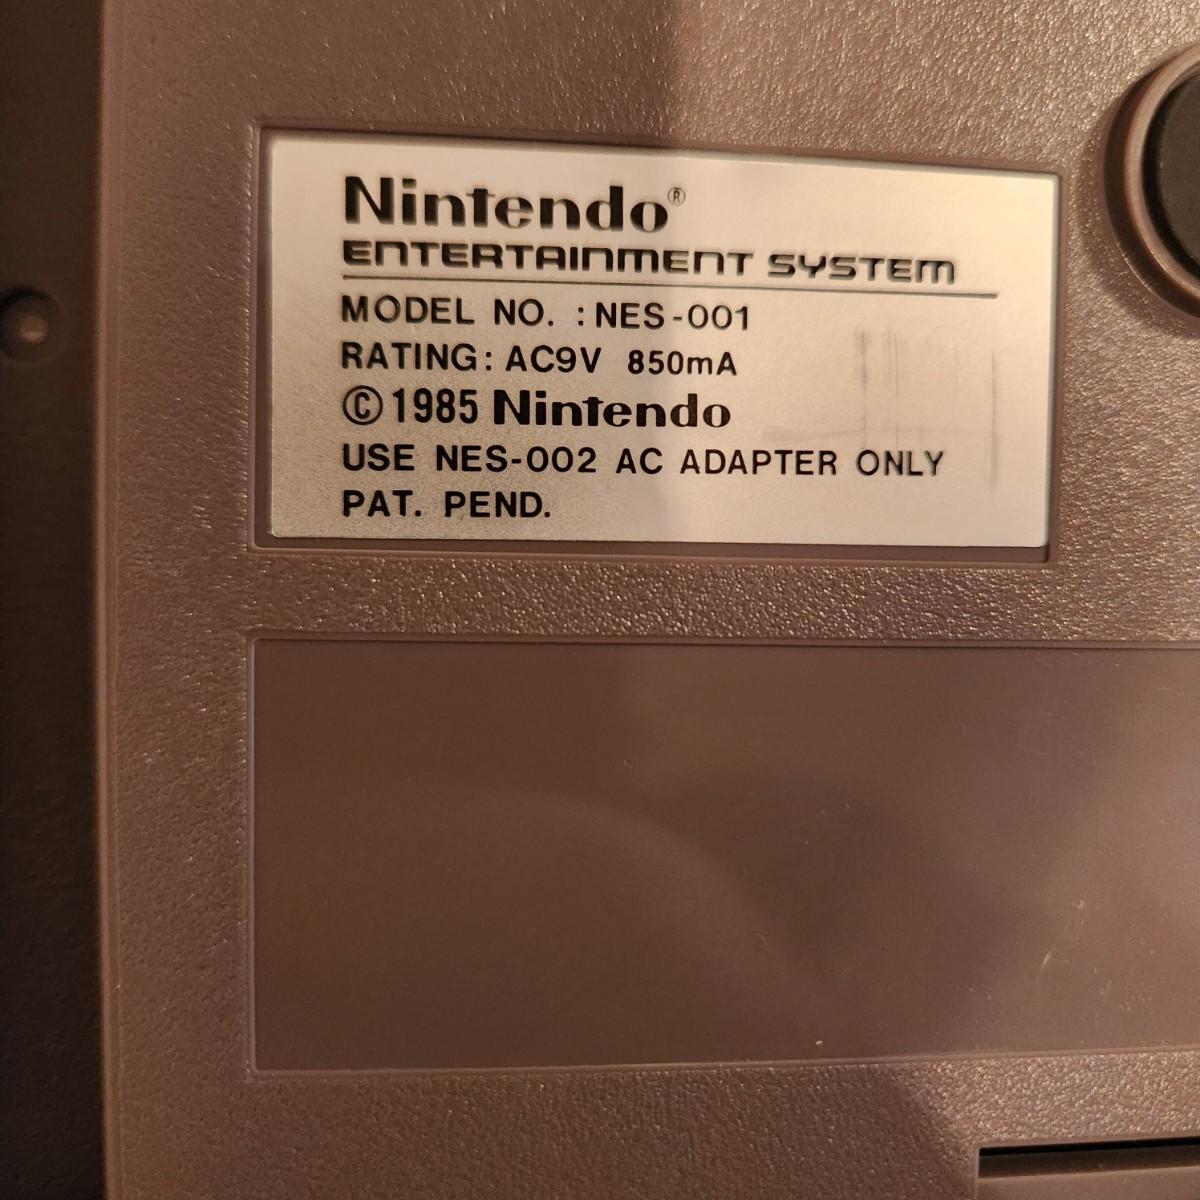 Nintendo®
ENTERTAINMENT SYSTEM
MODEL NO. : NES-001
RATING: AC9V 850mA
©1985 Nintendo
USE NES-002 AC ADAPTER ONLY
PAT. PEND.